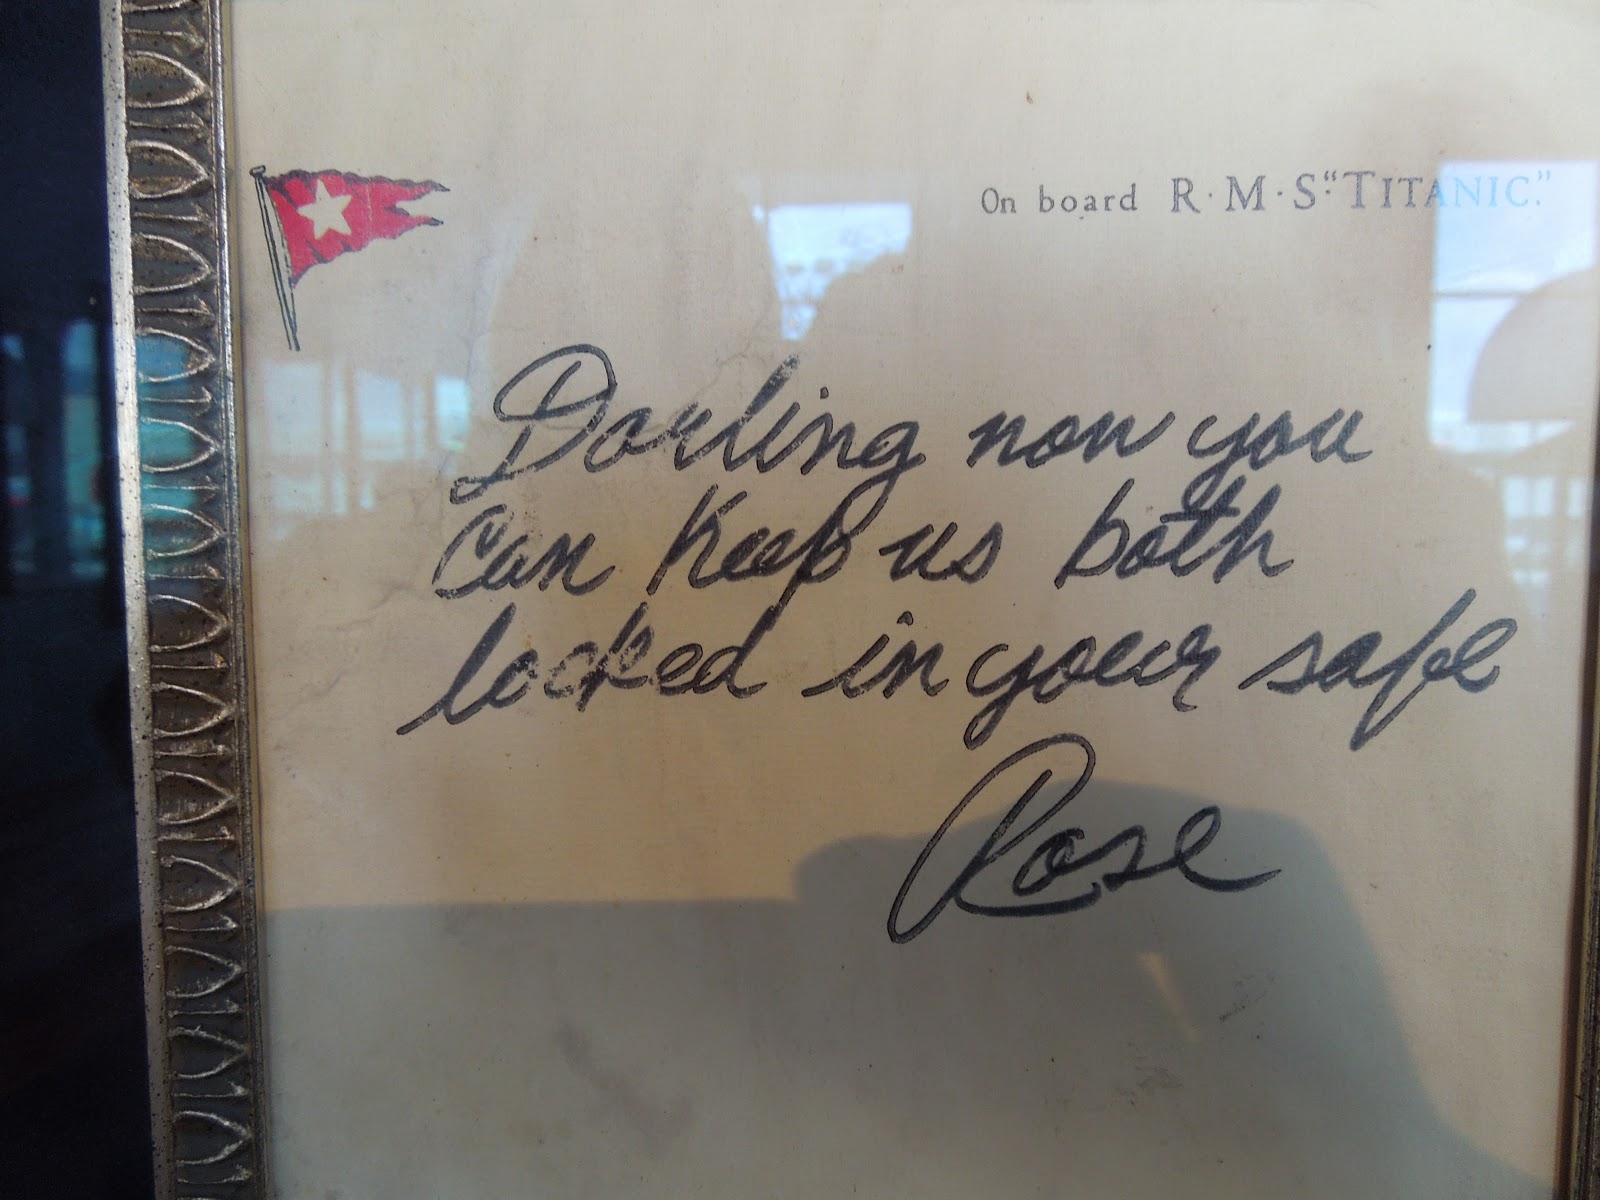 On board R·M·S·"TITANIC."
Darling now you
can keep us both
locked in your safe
Rose